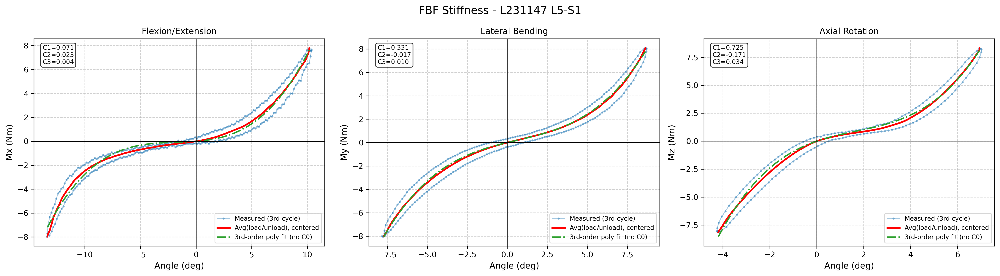 FBF Stiffness - L231147 L5-S1
Flexion/Extension
C1=0.071
C2=0.023
C3=0.004
Mx (Nm)
8
6
4
2
0
−2
−4
−6
−8
−10
−5
0
5
10
Angle (deg)
Measured (3rd cycle)
Avg(load/unload), centered
3rd-order poly fit (no C0)
Lateral Bending
C1=0.331
C2=-0.017
C3=0.010
My (Nm)
8
6
4
2
0
−2
−4
−6
−8
−7.5
−5.0
−2.5
0.0
2.5
5.0
7.5
Angle (deg)
Measured (3rd cycle)
Avg(load/unload), centered
3rd-order poly fit (no C0)
Axial Rotation
C1=0.725
C2=-0.171
C3=0.034
Mz (Nm)
7.5
5.0
2.5
0.0
−2.5
−5.0
−7.5
−4
−2
0
2
4
6
Angle (deg)
Measured (3rd cycle)
Avg(load/unload), centered
3rd-order poly fit (no C0)